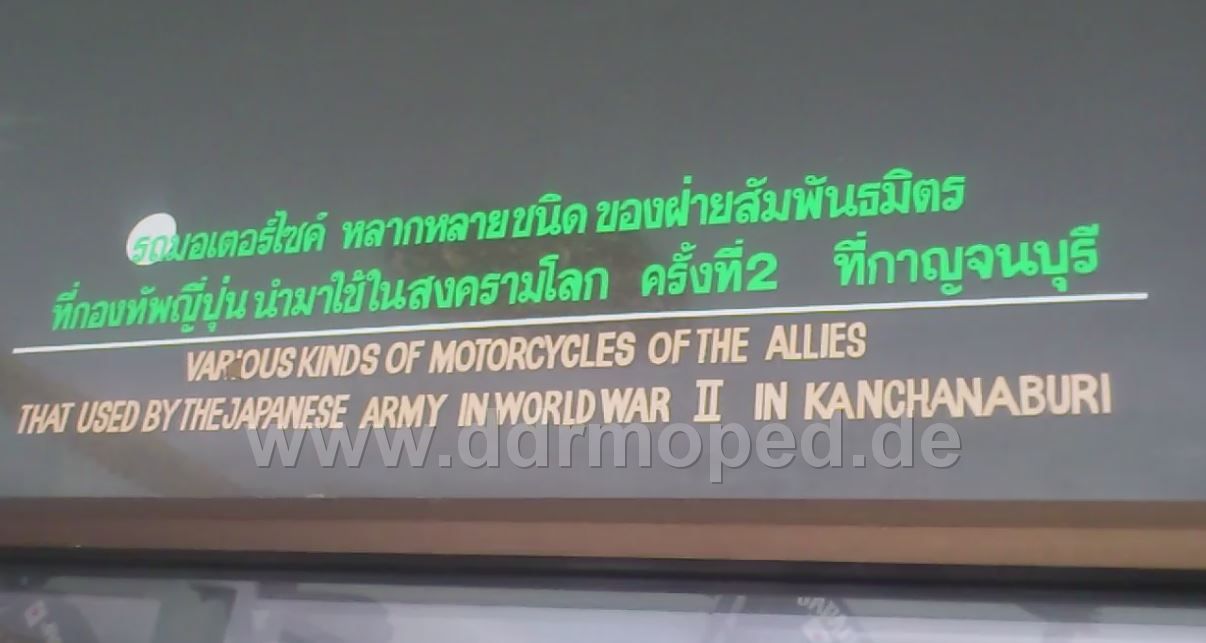 รถมอเตอร์ไซค์ หลากหลายชนิด ของฝ่ายสัมพันธมิตร
ที่กองทัพญี่ปุ่น นำมาใช้ในสงครามโลก ครั้งที่2 ที่กาญจนบุรี
VARIOUS KINDS OF MOTORCYCLES OF THE ALLIES
THAT USED BY THE JAPANESE ARMY IN WORLD WAR II IN KANCHANABURI
www.ddrmoped.de